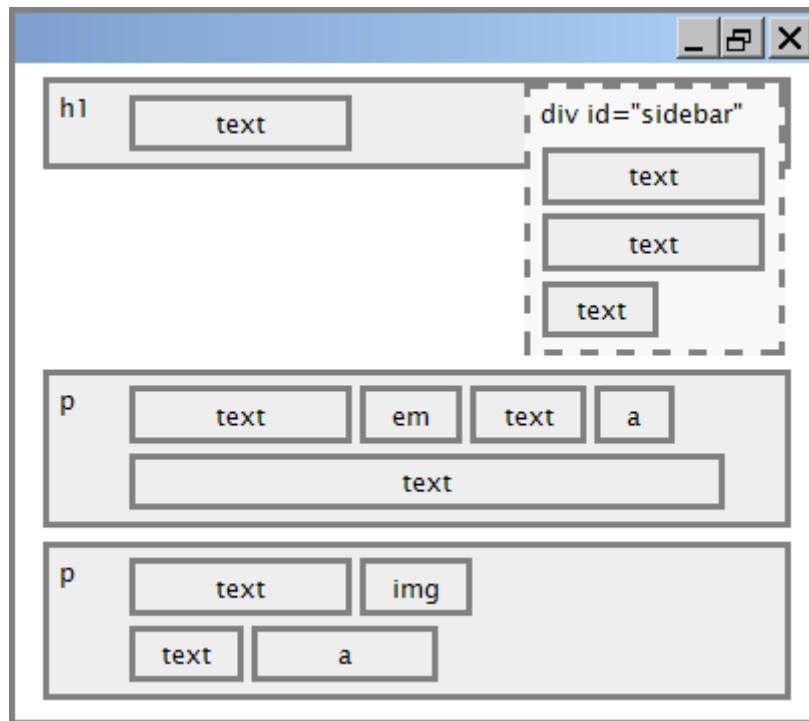 h1 text
div id="sidebar"
text
text
text
p text em text a
text
p text img
text a